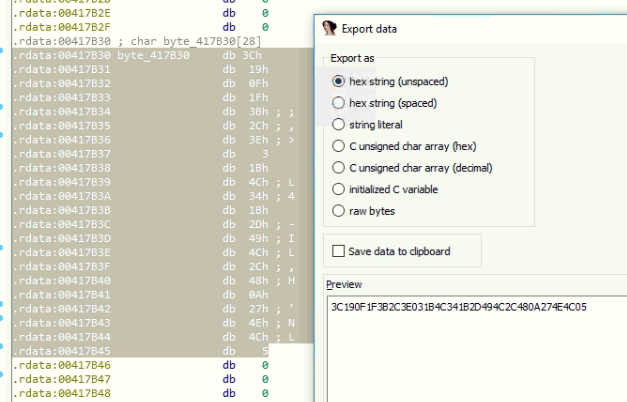 .rdata:00417B2D db 0
.rdata:00417B2E db 0
.rdata:00417B2F db 0
.rdata:00417B30 ; char byte_417B30[28]
.rdata:00417B30 byte_417B30 db 3Ch
.rdata:00417B31 db 19h
.rdata:00417B32 db 0Fh
.rdata:00417B33 db 1Fh
.rdata:00417B34 db 3Bh ; ;
.rdata:00417B35 db 2Ch ; ,
.rdata:00417B36 db 3Eh ; >
.rdata:00417B37 db 3
.rdata:00417B38 db 1Bh
.rdata:00417B39 db 4Ch ; L
.rdata:00417B3A db 34h ; 4
.rdata:00417B3B db 1Bh
.rdata:00417B3C db 2Dh ; -
.rdata:00417B3D db 49h ; I
.rdata:00417B3E db 4Ch ; L
.rdata:00417B3F db 2Ch ; ,
.rdata:00417B40 db 48h ; H
.rdata:00417B41 db 0Ah
.rdata:00417B42 db 27h ; '
.rdata:00417B43 db 4Eh ; N
.rdata:00417B44 db 4Ch ; L
.rdata:00417B45 db 5
.rdata:00417B46 db 0
.rdata:00417B47 db 0
.rdata:00417B48 db 0
Export data
Export as
hex string (unspaced)
hex string (spaced)
string literal
C unsigned char array (hex)
C unsigned char array (decimal)
initialized C variable
raw bytes
Save data to clipboard
Preview
3C190F1F3B2C3E031B4C341B2D494C2C480A274E4C05